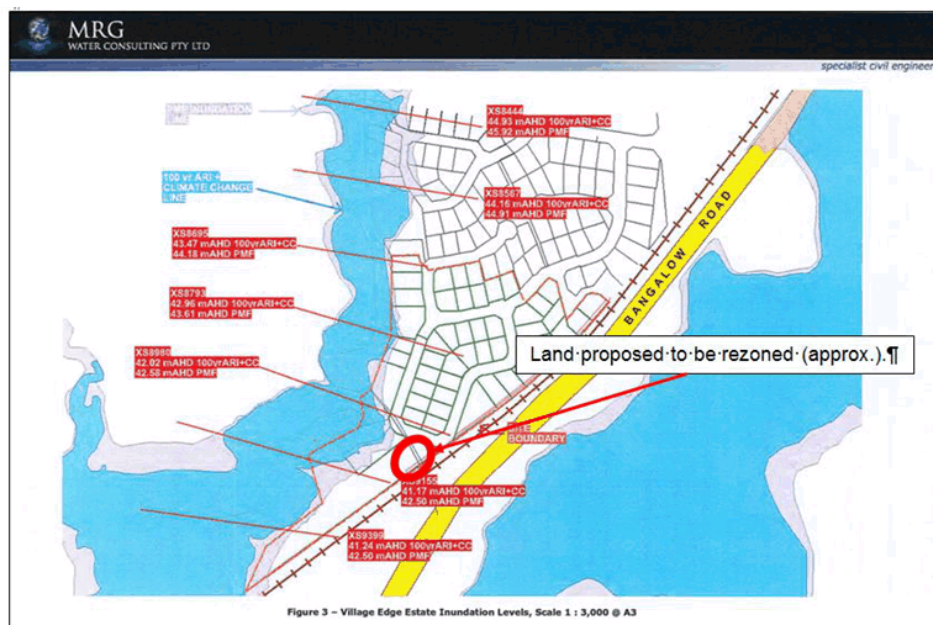 MRG
WATER CONSULTING PTY LTD
specialist civil engineer
PMF INUNDATION
XS8444
44.93 mAHD 100yrARI+CC
45.92 mAHD PMF
100 yr ARI +
CLIMATE CHANGE
LINE
XS8567
44.16 mAHD 100yrARI+CC
44.91 mAHD PMF
XS8695
43.47 mAHD 100yrARI+CC
44.18 mAHD PMF
BANGALOW ROAD
XS8793
42.96 mAHD 100yrARI+CC
43.61 mAHD PMF
Land·proposed·to·be·rezoned·(approx.).¶
XS8980
42.02 mAHD 100yrARI+CC
42.58 mAHD PMF
SITE
BOUNDARY
41.17 mAHD 100yrARI+CC
42.50 mAHD PMF
XS9399
41.24 mAHD 100yrARI+CC
42.50 mAHD PMF
Figure 3 – Village Edge Estate Inundation Levels, Scale 1 : 3,000 @ A3